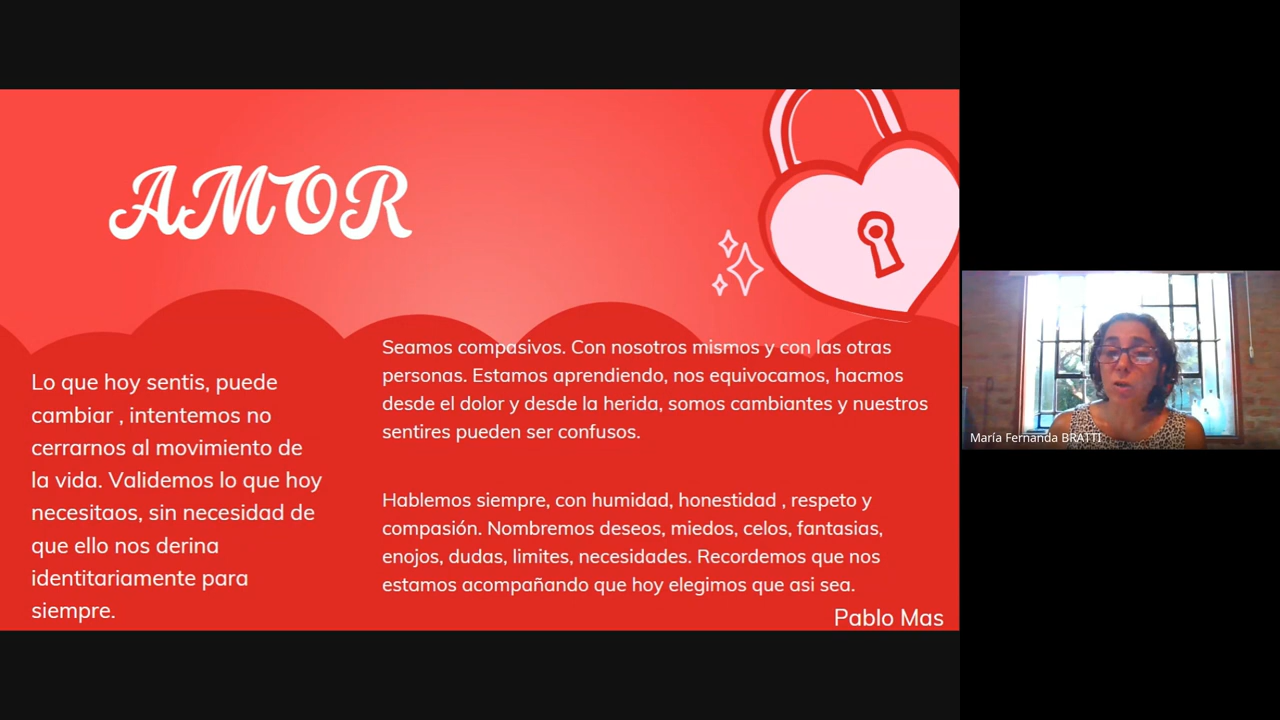 AMOR
Lo que hoy sentis, puede
cambiar , intentemos no
cerrarnos al movimiento de
la vida. Validemos lo que hoy
necesitaos, sin necesidad de
que ello nos derina
identitariamente para
siempre.
Seamos compasivos. Con nosotros mismos y con las otras
personas. Estamos aprendiendo, nos equivocamos, hacmos
desde el dolor y desde la herida, somos cambiantes y nuestros
sentires pueden ser confusos.
Hablemos siempre, con humidad, honestidad , respeto y
compasión. Nombremos deseos, miedos, celos, fantasias,
enojos, dudas, limites, necesidades. Recordemos que nos
estamos acompañando que hoy elegimos que asi sea.
Pablo Mas
María Fernanda BRATTI